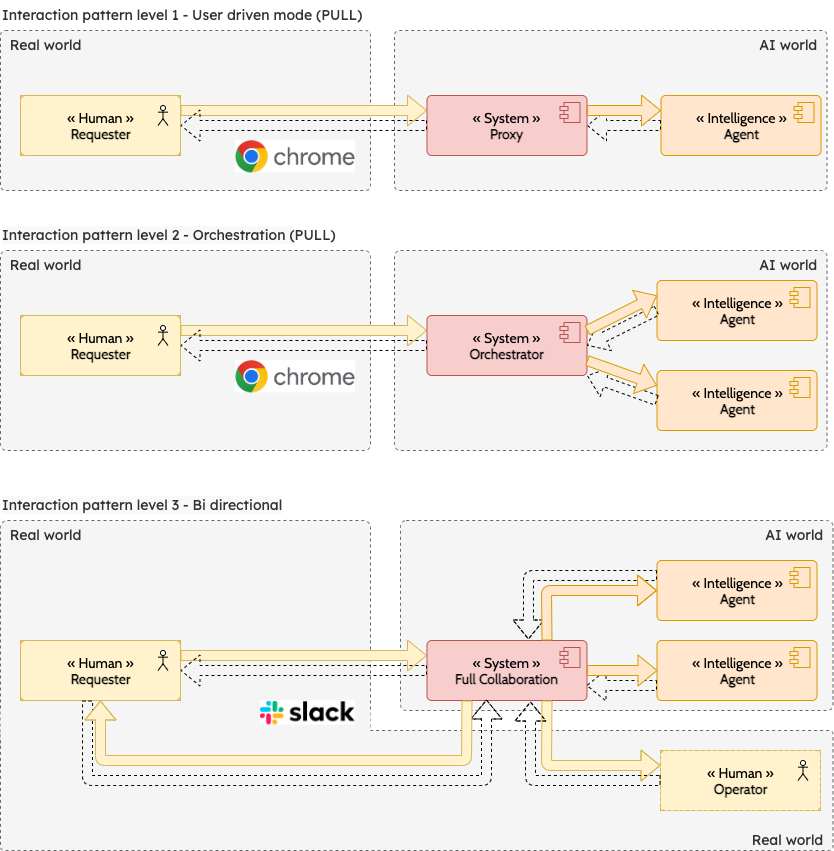 Interaction pattern level 1 - User driven mode (PULL)
Real world
AI world
« Human »
Requester
« System »
Proxy
« Intelligence »
Agent
chrome
Interaction pattern level 2 - Orchestration (PULL)
Real world
AI world
« Human »
Requester
« System »
Orchestrator
« Intelligence »
Agent
« Intelligence »
Agent
chrome
Interaction pattern level 3 - Bi directional
Real world
AI world
« Intelligence »
Agent
« Human »
Requester
« System »
Full Collaboration
« Intelligence »
Agent
slack
« Human »
Operator
Real world